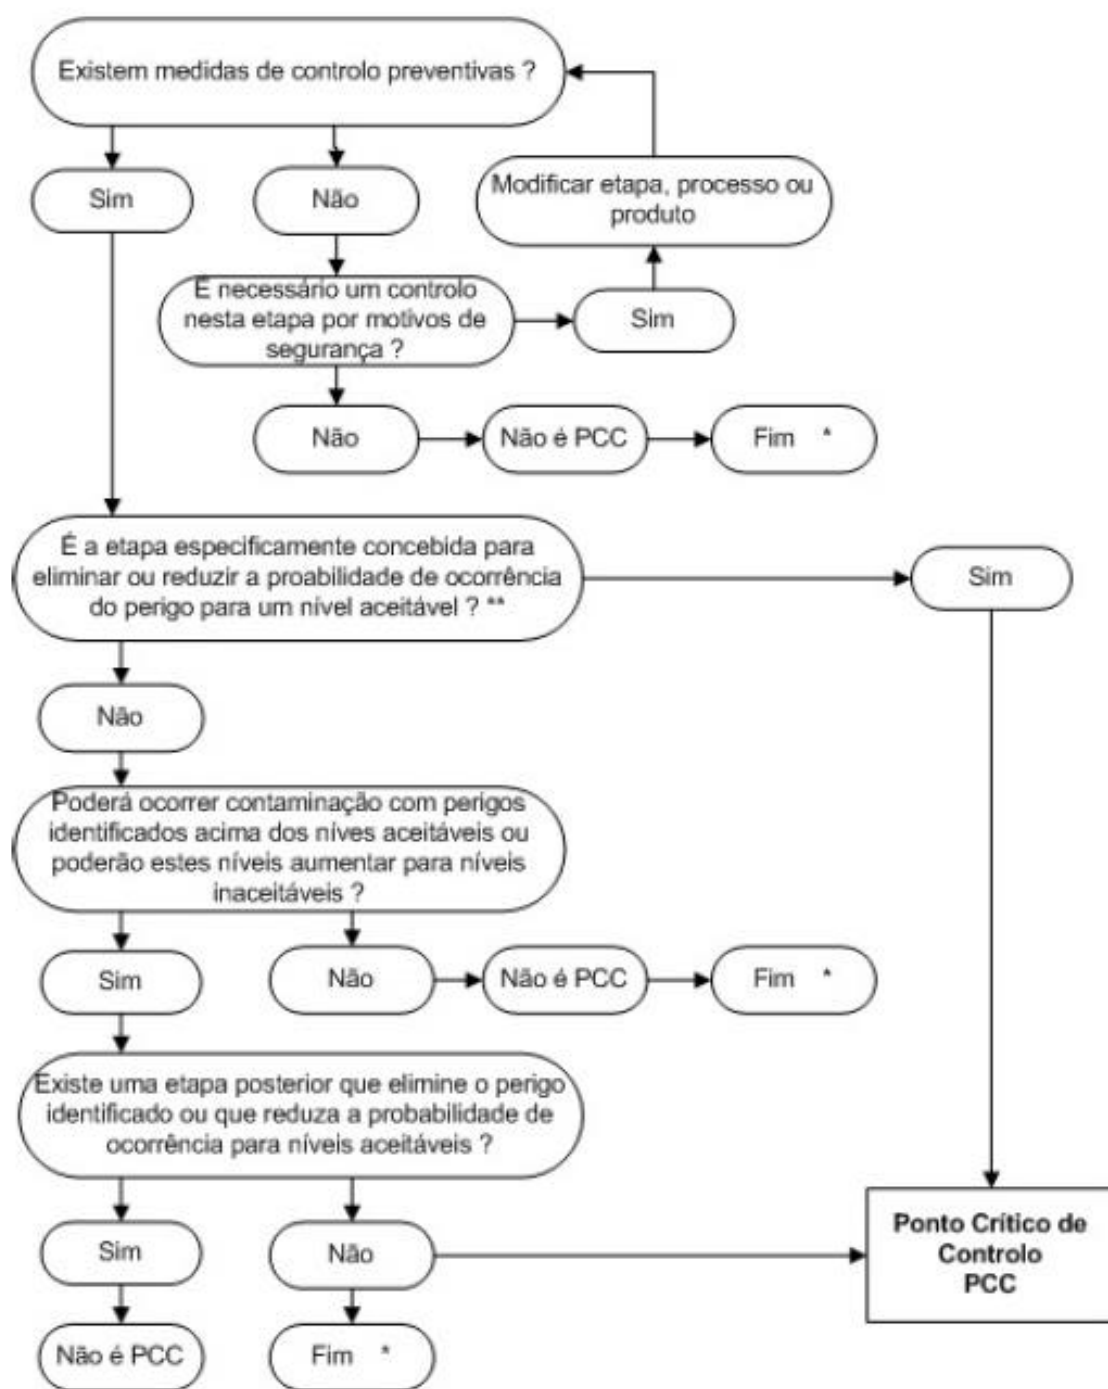 Existem medidas de controlo preventivas ?
Sim
Não
Modificar etapa, processo ou
produto
É necessário um controlo
nesta etapa por motivos de
segurança ?
Sim
Não
Não é PCC
Fim *
É a etapa especificamente concebida para
eliminar ou reduzir a proabilidade de ocorrência
do perigo para um nível aceitável ? **
Sim
Não
Poderá ocorrer contaminação com perigos
identificados acima dos níves aceitáveis ou
poderão estes níveis aumentar para níveis
inaceitáveis ?
Sim
Não
Não é PCC
Fim *
Existe uma etapa posterior que elimine o perigo
identificado ou que reduza a probabilidade de
ocorrência para níveis aceitáveis ?
Sim
Não
Ponto Crítico de
Controlo
PCC
Não é PCC
Fim *